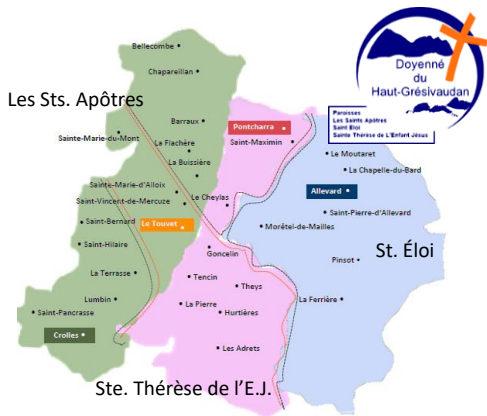 Doyenné
du
Haut-Grésivaudan
Paroisses
Les Saints Apôtres
Saint Eloi
Sainte Thérèse de L'Enfant Jésus
Les Sts. Apôtres
Bellecombe
Chapareillan
Barraux
Sainte-Marie-du-Mont
La Flachère
La Buissière
Pontcharra
Saint-Maximin
Le Moutaret
La Chapelle-du-Bard
Sainte-Marie-d'Alloix
Saint-Vincent-de-Mercuze
Le Cheylas
Allevard
Saint-Bernard
Le Touvet
Saint-Pierre-d'Allevard
Morêtel-de-Mailles
Saint-Hilaire
Goncelin
St. Éloi
Pinsot
La Terrasse
Tencin
Theys
Lumbin
La Pierre
La Ferrière
Saint-Pancrasse
Hurtières
Crolles
Les Adrets
Ste. Thérèse de l'E.J.